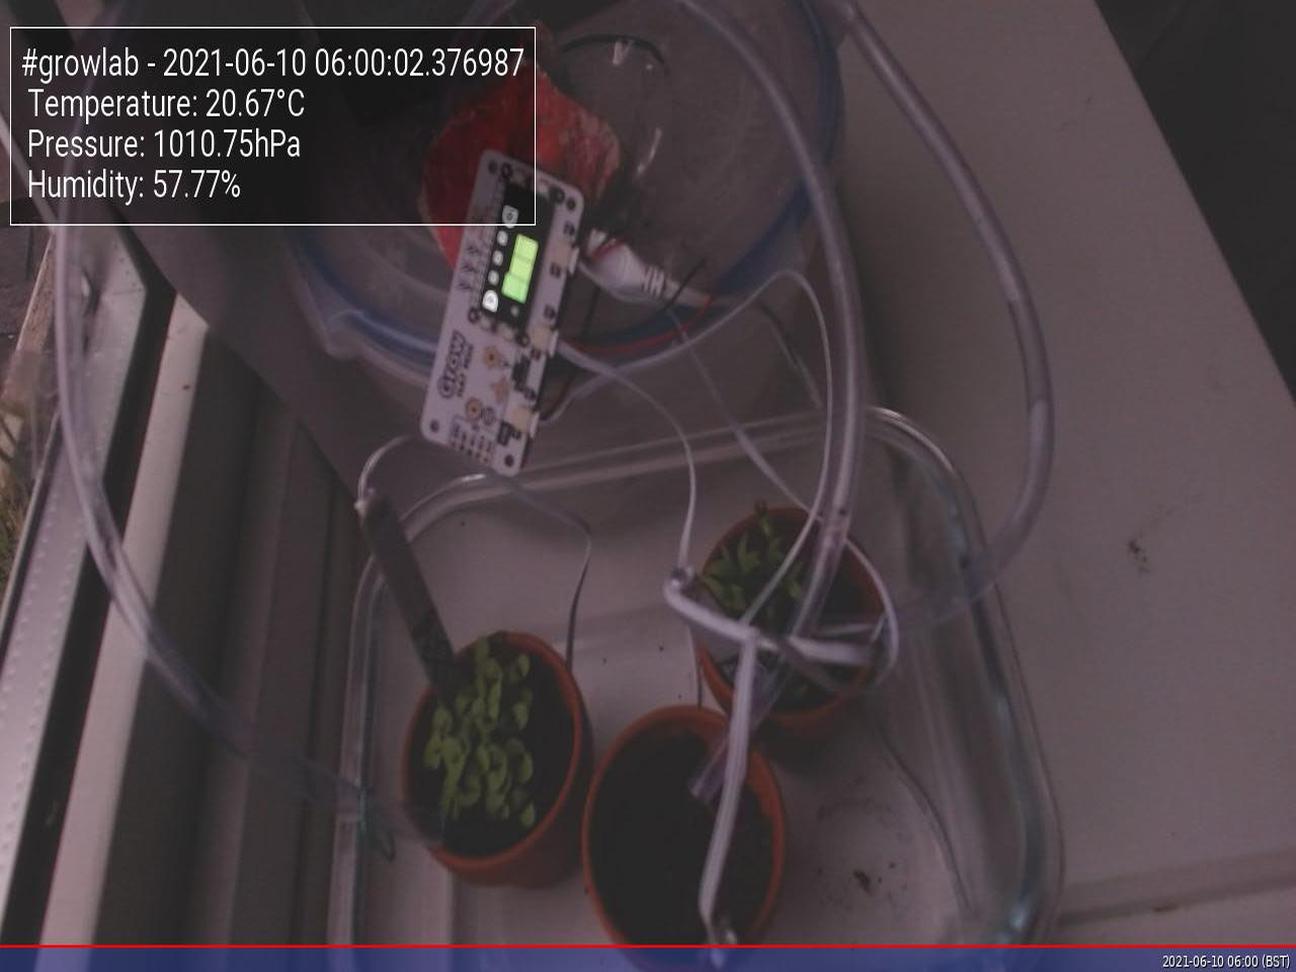 #growlab - 2021-06-10 06:00:02.376987
Temperature: 20.67°C
Pressure: 1010.75hPa
Humidity: 57.77%
Grow
2021-06-10 06:00 (BST)